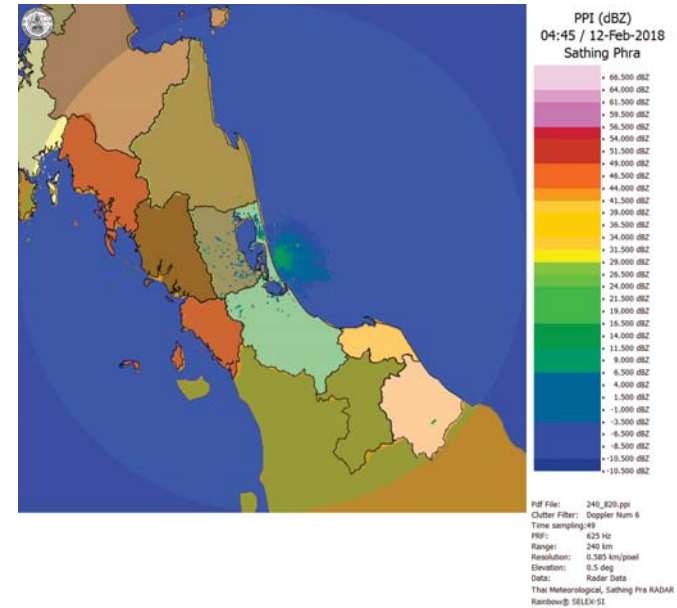 PPI (dBZ)
04:45 / 12-Feb-2018
Sathing Phra
66.500 dBZ
64.000 dBZ
61.500 dBZ
59.500 dBZ
56.500 dBZ
54.000 dBZ
51.500 dBZ
49.000 dBZ
46.500 dBZ
44.000 dBZ
41.500 dBZ
39.000 dBZ
36.500 dBZ
34.000 dBZ
31.500 dBZ
29.000 dBZ
26.500 dBZ
24.000 dBZ
21.500 dBZ
19.000 dBZ
16.500 dBZ
14.000 dBZ
11.500 dBZ
9.000 dBZ
6.500 dBZ
4.000 dBZ
1.500 dBZ
-1.000 dBZ
-3.500 dBZ
-6.500 dBZ
-8.500 dBZ
-10.500 dBZ
-10.500 dBZ
Pdf File: 240_820.ppi
Clutter Filter: Doppler Num 6
Time sampling:49
PRF: 625 Hz
Range: 240 km
Resolution: 0.585 km/pixel
Elevation: 0.5 deg
Data: Radar Data
Thai Meteorological, Sathing Pra RADAR
Rainbow® SELEX-SI